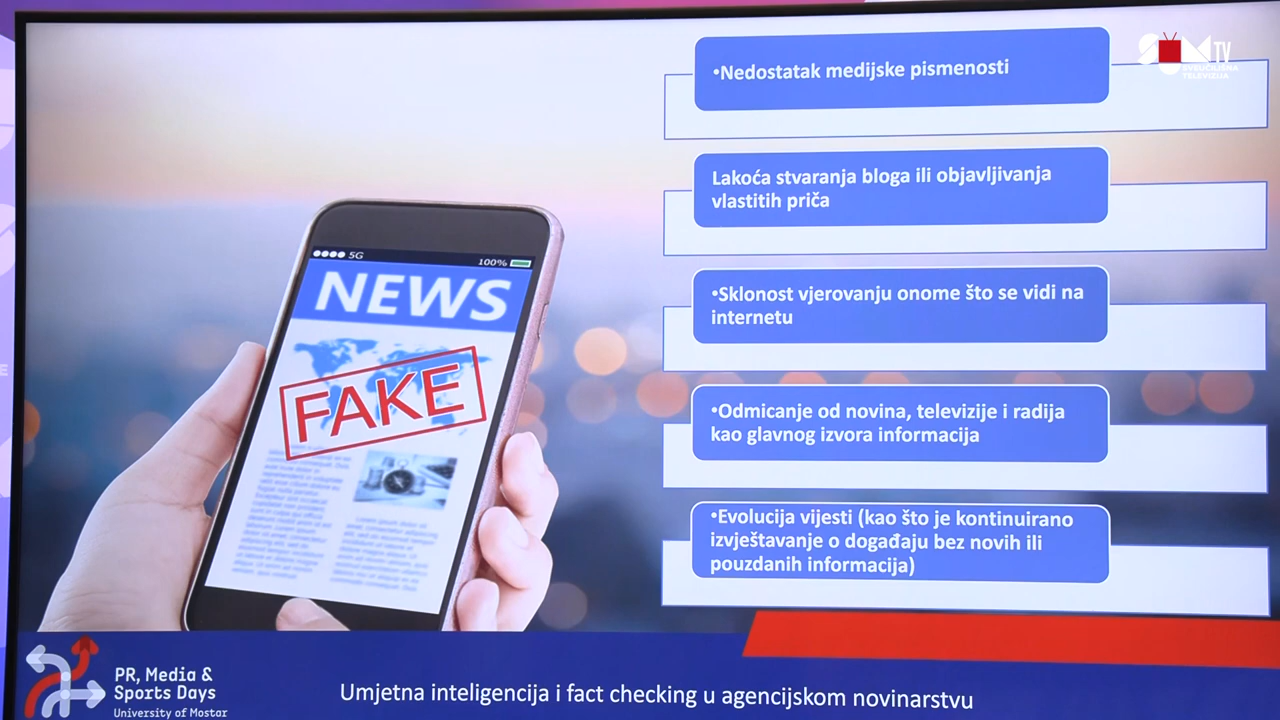 •Nedostatak medijske pismenosti
SUMTV
SVEUČILIŠNA
TELEVIZIJA
Lakoća stvaranja bloga ili objavljivanja
vlastitih priča
•Sklonost vjerovanju onome što se vidi na
internetu
•Odmicanje od novina, televizije i radija
kao glavnog izvora informacija
•Evolucija vijesti (kao što je kontinuirano
izvještavanje o događaju bez novih ili
pouzdanih informacija)
5G
100%
NEWS
FAKE
PR, Media &
Sports Days
University of Mostar
Umjetna inteligencija i fact checking u agencijskom novinarstvu